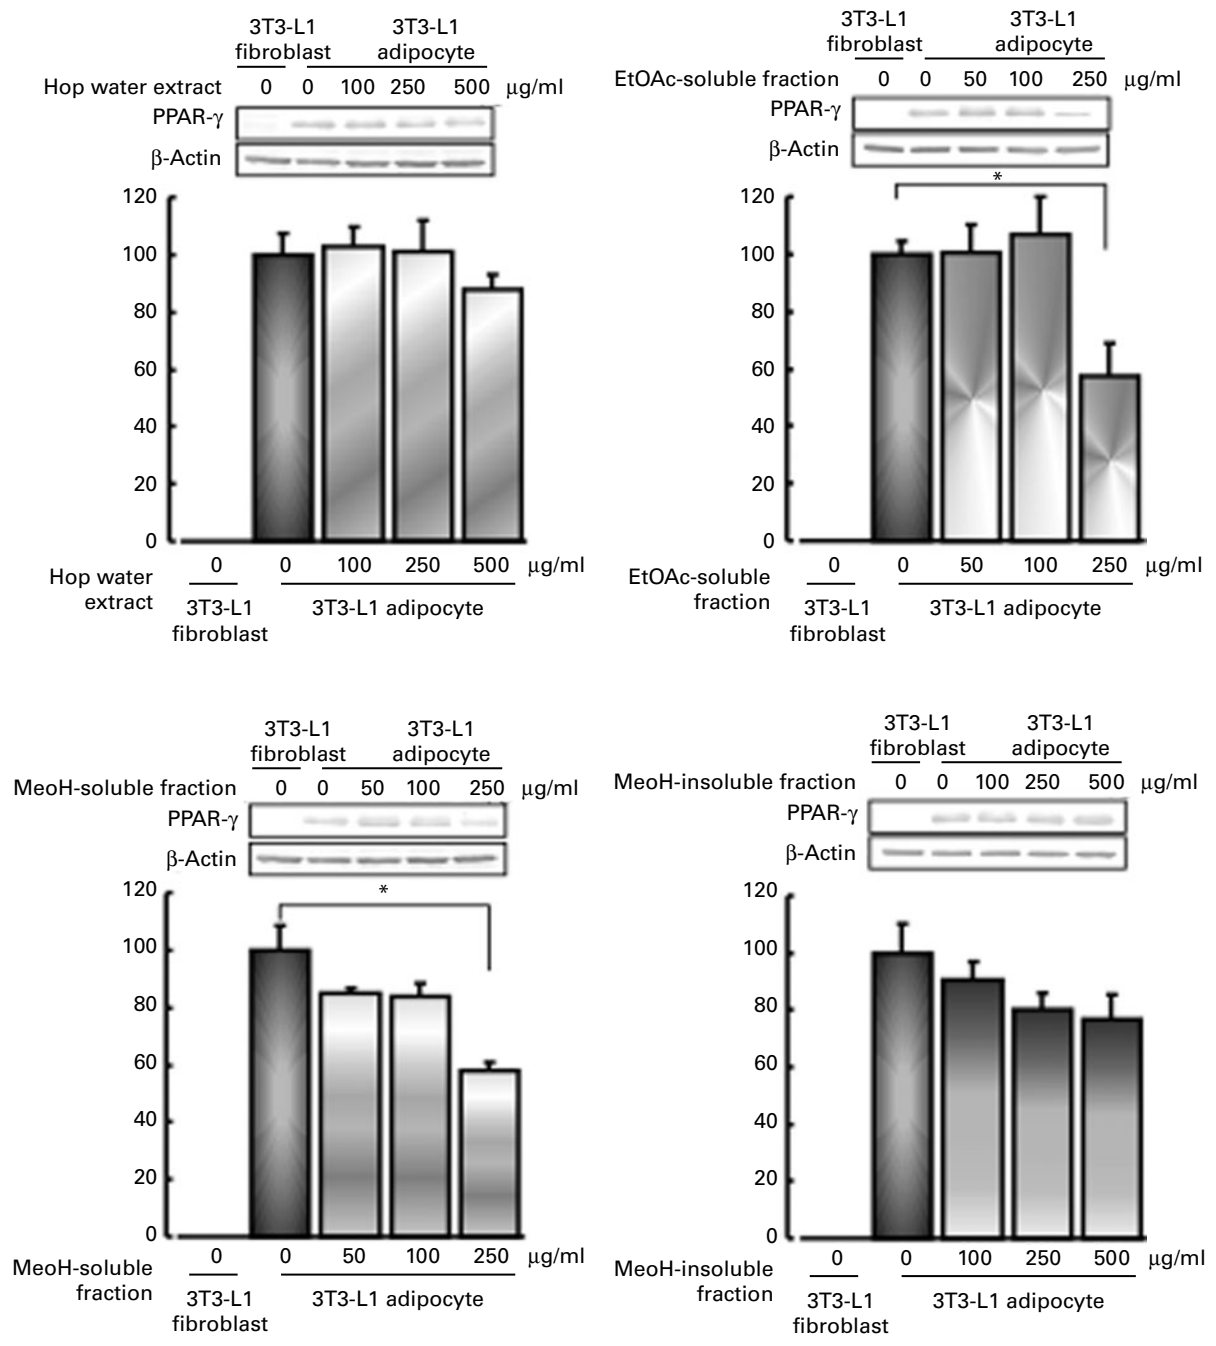 3T3-L1 3T3-L1
fibroblast adipocyte
Hop water extract 0 0 100 250 500 μg/ml
PPAR-γ
β-Actin
120
100
80
60
40
20
0
0 0 100 250 500 μg/ml
Hop water
extract
3T3-L1 3T3-L1 adipocyte
fibroblast
3T3-L1 3T3-L1
fibroblast adipocyte
EtOAc-soluble fraction 0 0 50 100 250 μg/ml
PPAR-γ
β-Actin
*
120
100
80
60
40
20
0
0 0 50 100 250 μg/ml
EtOAc-soluble
fraction
3T3-L1 3T3-L1 adipocyte
fibroblast
3T3-L1 3T3-L1
fibroblast adipocyte
MeoH-soluble fraction 0 0 50 100 250 μg/ml
PPAR-γ
β-Actin
*
120
100
80
60
40
20
0
0 0 50 100 250 μg/ml
MeoH-soluble
fraction
3T3-L1 3T3-L1 adipocyte
fibroblast
3T3-L1 3T3-L1
fibroblast adipocyte
MeoH-insoluble fraction 0 0 100 250 500 μg/ml
PPAR-γ
β-Actin
120
100
80
60
40
20
0
0 0 100 250 500 μg/ml
MeoH-insoluble
fraction
3T3-L1 3T3-L1 adipocyte
fibroblast